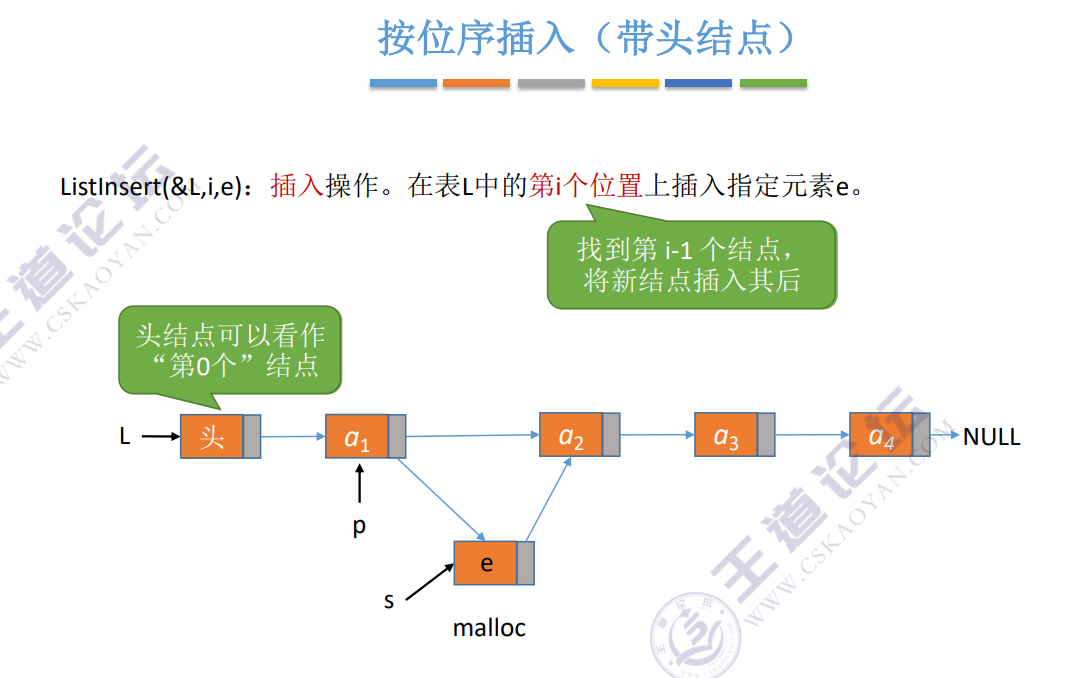 按位序插入（带头结点）
ListInsert(&L,i,e)：插入操作。在表L中的第i个位置上插入指定元素e。
找到第 i-1 个结点，
将新结点插入其后
头结点可以看作
“第0个”结点
L
头
a1
a2
a3
a4
NULL
p
e
s
malloc
王道论坛
WWW.CSKAOYAN.COM
王道论坛
WWW.CSKAOYAN.COM